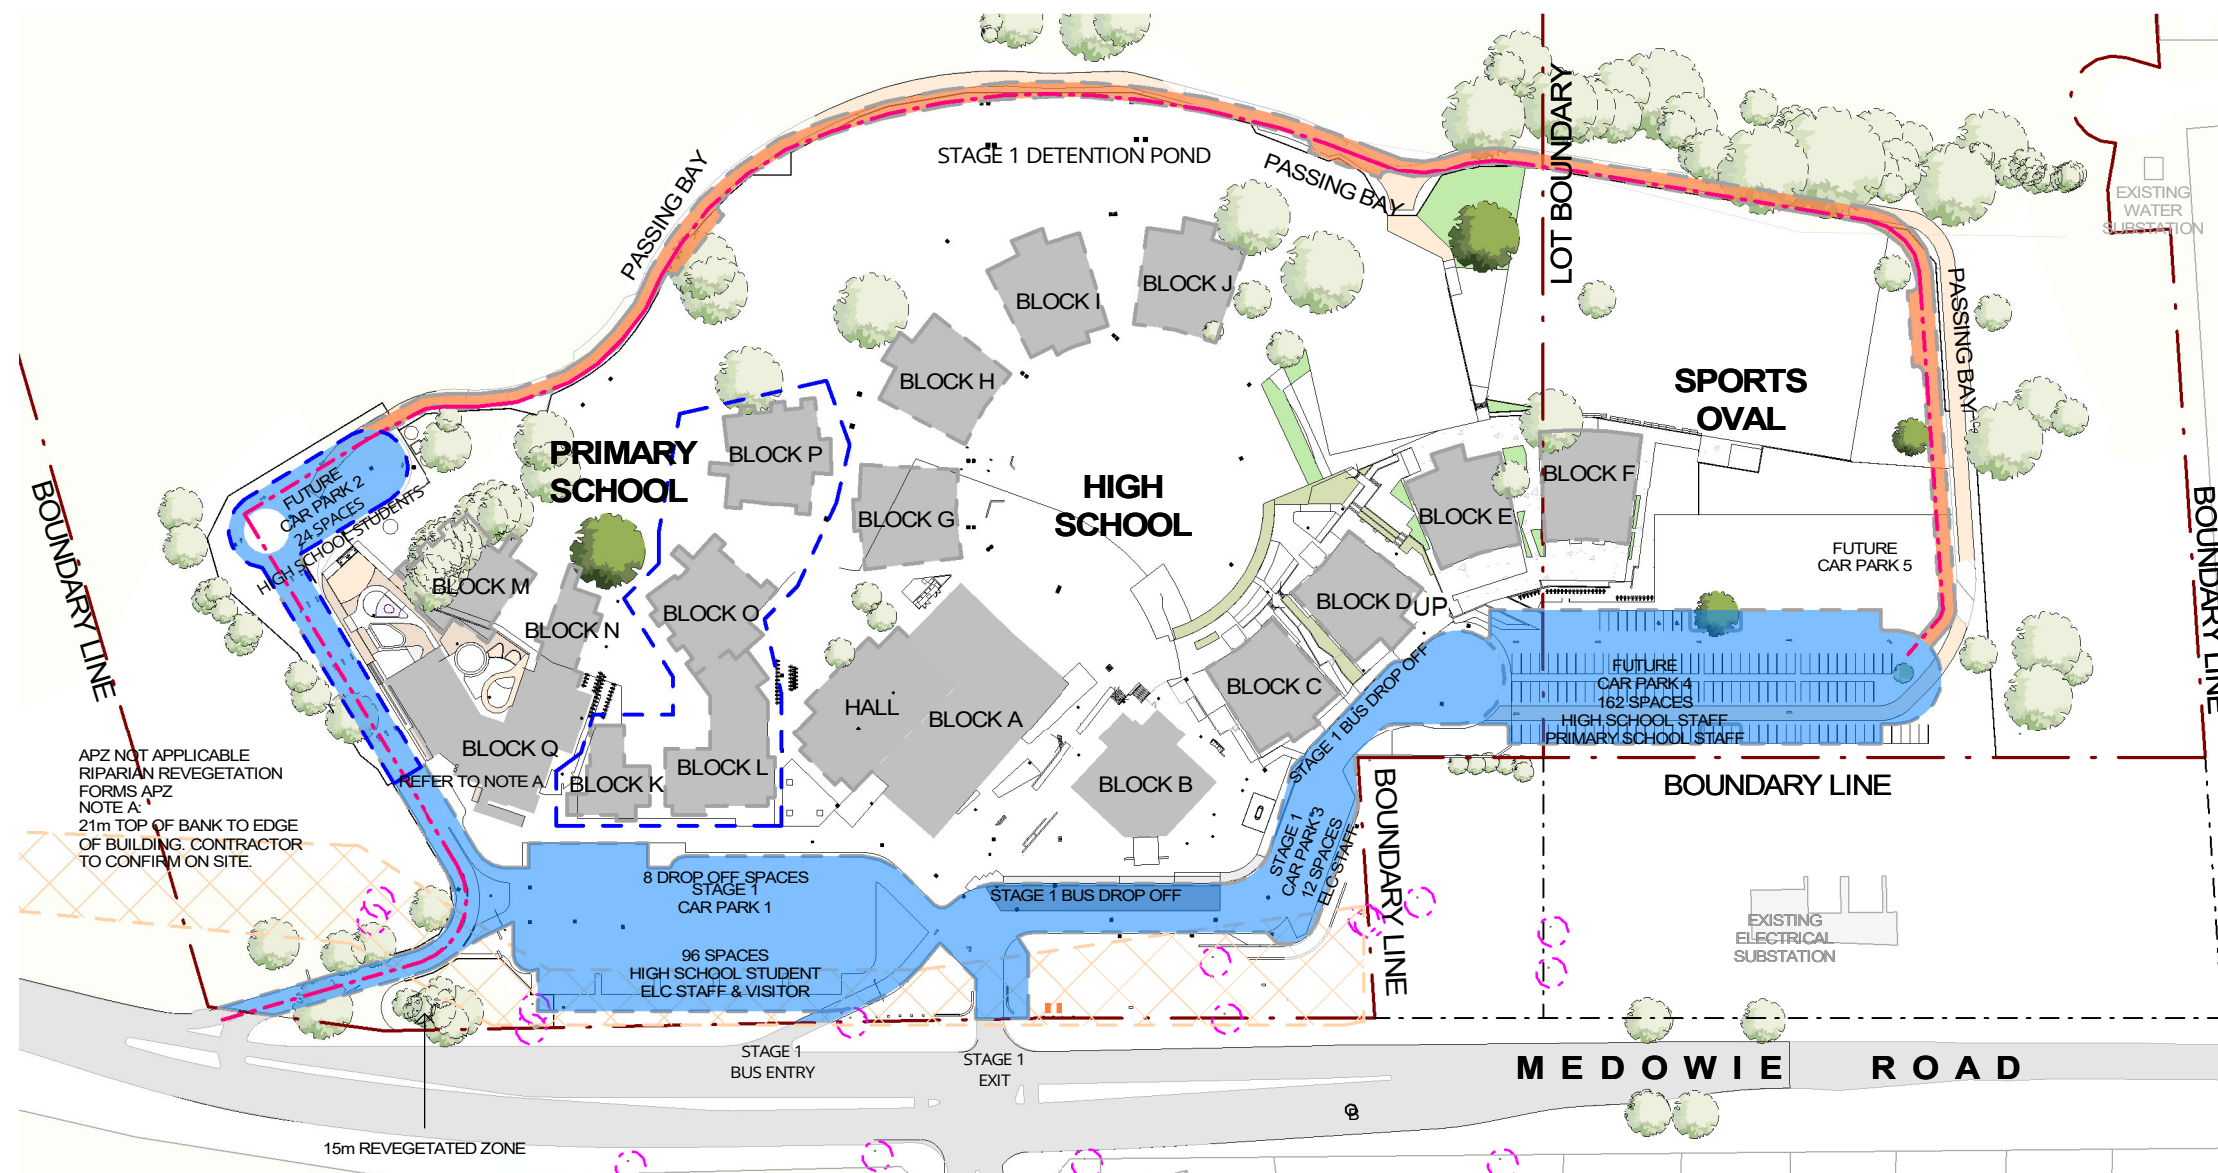 STAGE 1 DETENTION POND
PASSING BAY
PASSING BAY
LOT BOUNDARY
EXISTING
WATER
SUBSTATION
BLOCK J
BLOCK I
BLOCK H
PASSING BAY
SPORTS
OVAL
PRIMARY
SCHOOL
BLOCK P
HIGH
SCHOOL
BLOCK G
BLOCK E
BLOCK F
FUTURE
CAR PARK 2
24 SPACES
HIGH SCHOOL STUDENTS
BOUNDARY LINE
BOUNDARY LINE
FUTURE
CAR PARK 5
BLOCK M
BLOCK N
BLOCK O
BLOCK D
UP
BLOCK C
STAGE 1 BUS DROP OFF
FUTURE
CAR PARK 4
162 SPACES
HIGH SCHOOL STAFF
PRIMARY SCHOOL STAFF
HALL
BLOCK A
BLOCK Q
REFER TO NOTE A
BLOCK K
BLOCK L
BLOCK B
BOUNDARY LINE
BOUNDARY LINE
APZ NOT APPLICABLE
RIPARIAN REVEGETATION
FORMS APZ
NOTE A:
21m TOP OF BANK TO EDGE
OF BUILDING. CONTRACTOR
TO CONFIRM ON SITE.
STAGE 1
CAR PARK 3
12 SPACES
ELC STAFF
8 DROP OFF SPACES
STAGE 1
CAR PARK 1
STAGE 1 BUS DROP OFF
96 SPACES
HIGH SCHOOL STUDENT
ELC STAFF & VISITOR
EXISTING
ELECTRICAL
SUBSTATION
STAGE 1
BUS ENTRY
STAGE 1
EXIT
MEDOWIE ROAD
15m REVEGETATED ZONE